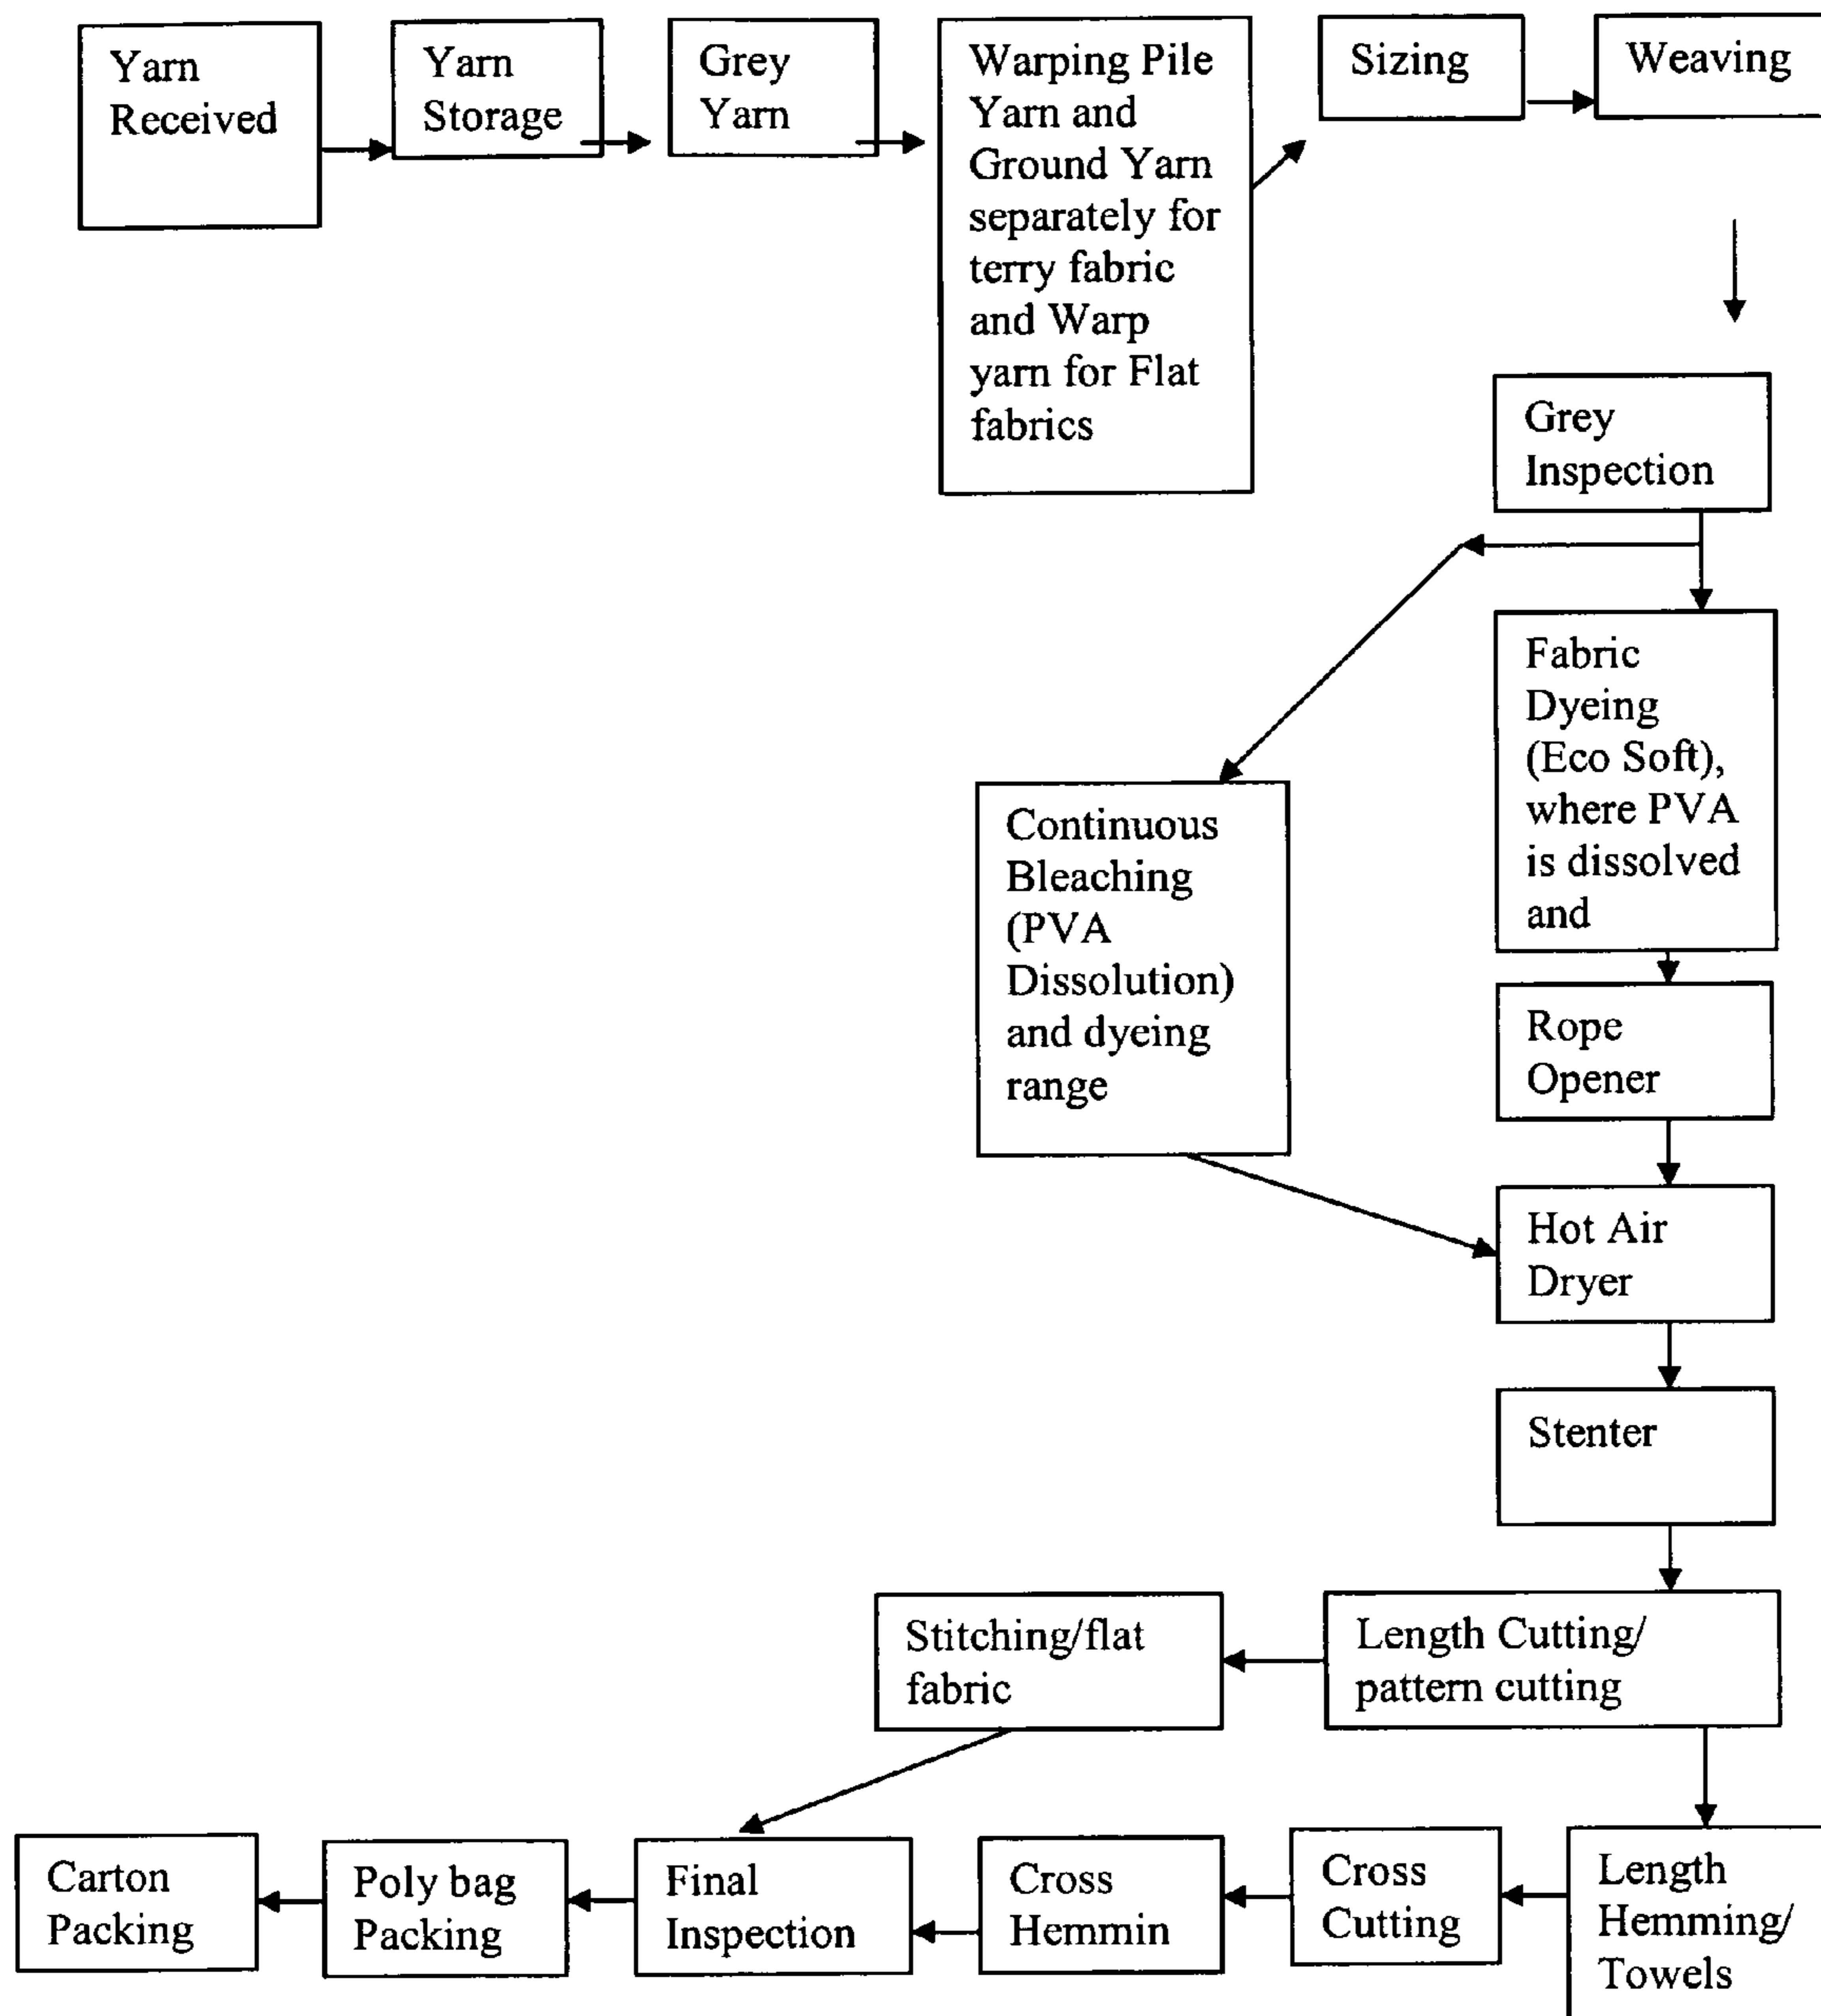 Yarn
Received
Yarn
Storage
Grey
Yarn
Warping Pile
Yarn and
Ground Yarn
separately for
terry fabric
and Warp
yarn for Flat
fabrics
Sizing
Weaving
Grey
Inspection
Fabric
Dyeing
(Eco Soft),
where PVA
is dissolved
and
Continuous
Bleaching
(PVA
Dissolution)
and dyeing
range
Rope
Opener
Hot Air
Dryer
Stenter
Length Cutting/
pattern cutting
Stitching/flat
fabric
Length
Hemming/
Towels
Cross
Cutting
Cross
Hemmin
Final
Inspection
Poly bag
Packing
Carton
Packing